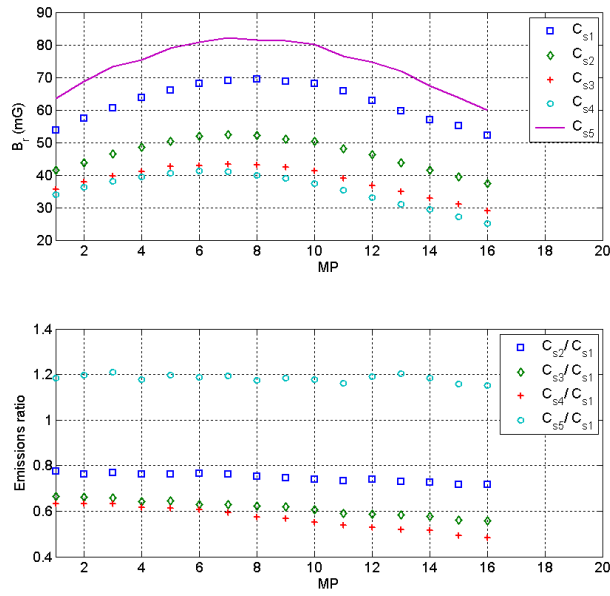 90
80
70
60
50
40
30
20
B_r (mG)
2 4 6 8 10 12 14 16 18 20
MP
C_s1
C_s2
C_s3
C_s4
C_s5
1.4
1.2
1
0.8
0.6
0.4
Emissions ratio
2 4 6 8 10 12 14 16 18 20
MP
C_s2/ C_s1
C_s3/ C_s1
C_s4/ C_s1
C_s5/ C_s1